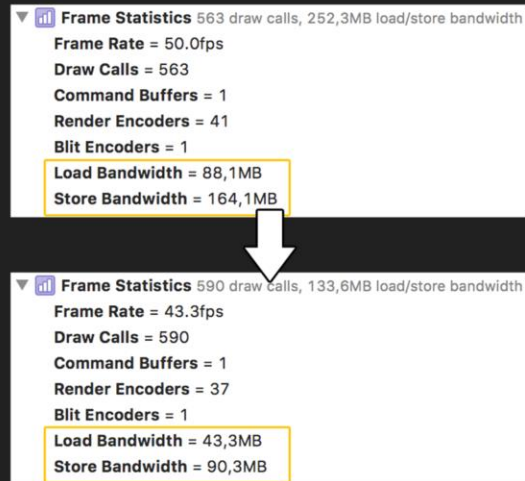 Frame Statistics 563 draw calls, 252,3MB load/store bandwidth
Frame Rate = 50.0fps
Draw Calls = 563
Command Buffers = 1
Render Encoders = 41
Blit Encoders = 1
Load Bandwidth = 88,1MB
Store Bandwidth = 164,1MB
Frame Statistics 590 draw calls, 133,6MB load/store bandwidth
Frame Rate = 43.3fps
Draw Calls = 590
Command Buffers = 1
Render Encoders = 37
Blit Encoders = 1
Load Bandwidth = 43,3MB
Store Bandwidth = 90,3MB